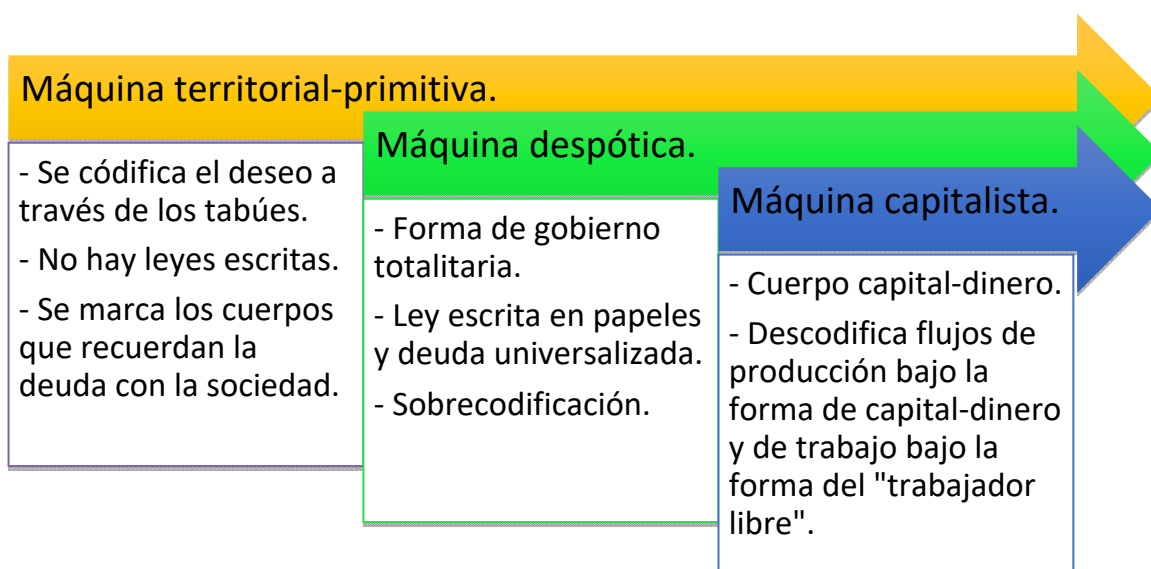 Máquina territorial-primitiva.
- Se códifica el deseo a
través de los tabúes.
- No hay leyes escritas.
- Se marca los cuerpos
que recuerdan la
deuda con la sociedad.
Máquina despótica.
- Forma de gobierno
totalitaria.
- Ley escrita en papeles
y deuda universalizada.
- Sobrecodificación.
Máquina capitalista.
- Cuerpo capital-dinero.
- Descodifica flujos de
producción bajo la
forma de capital-dinero
y de trabajo bajo la
forma del "trabajador
libre".